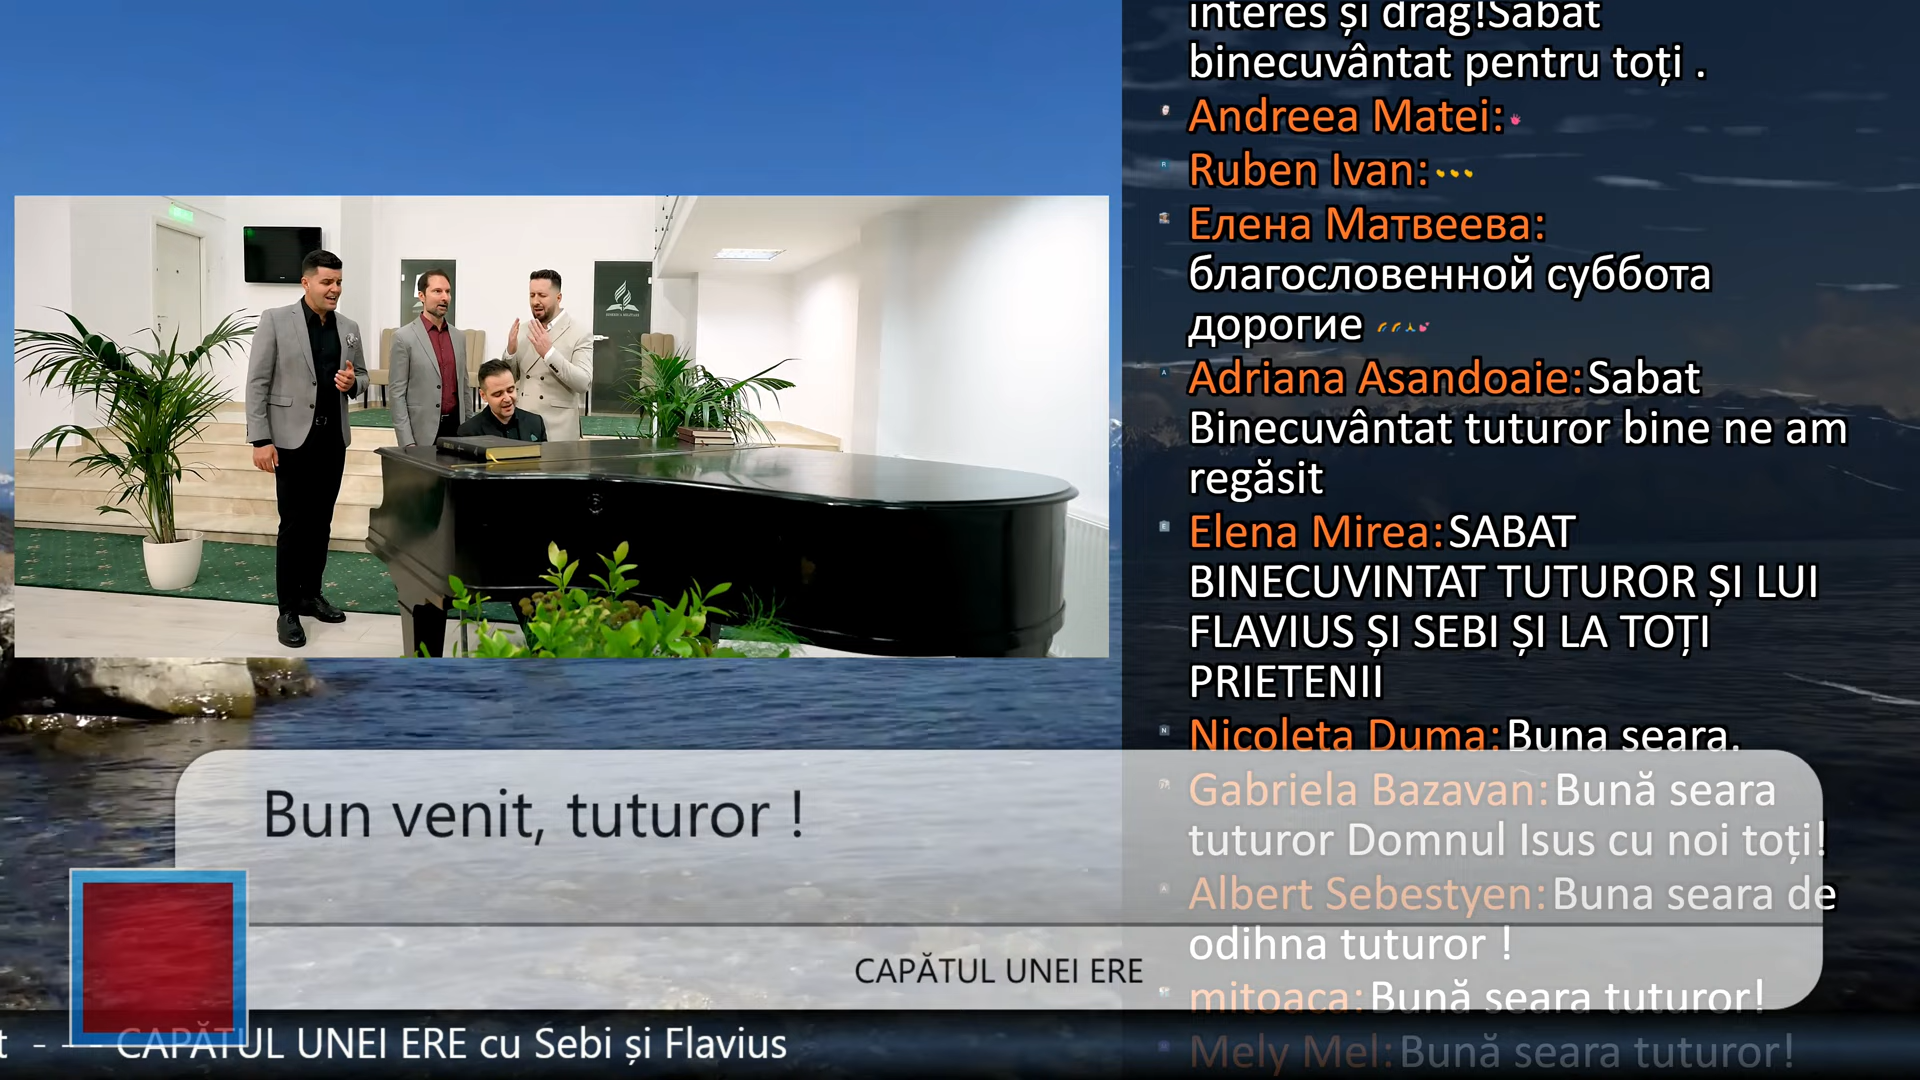 interes și drag!Sabat
binecuvântat pentru toți .
Andreea Matei:
Ruben Ivan:
Елена Матвеева:
благословенной суббота
дорогие
Adriana Asandoaie:Sabat
Binecuvântat tuturor bine ne am
regăsit
Elena Mirea:SABAT
BINECUVINTAT TUTUROR ȘI LUI
FLAVIUS ȘI SEBI ȘI LA TOȚI
PRIETENII
Nicoleta Duma:Buna seara.
Gabriela Bazavan:Bună seara
tuturor Domnul Isus cu noi toți!
Albert Sebestyen:Buna seara de
odihna tuturor !
mitoaca:Bună seara tuturor!
Mely Mel:Bună seara tuturor!
Bun venit, tuturor !
CAPĂTUL UNEI ERE
t - - - CAPĂTUL UNEI ERE cu Sebi și Flavius